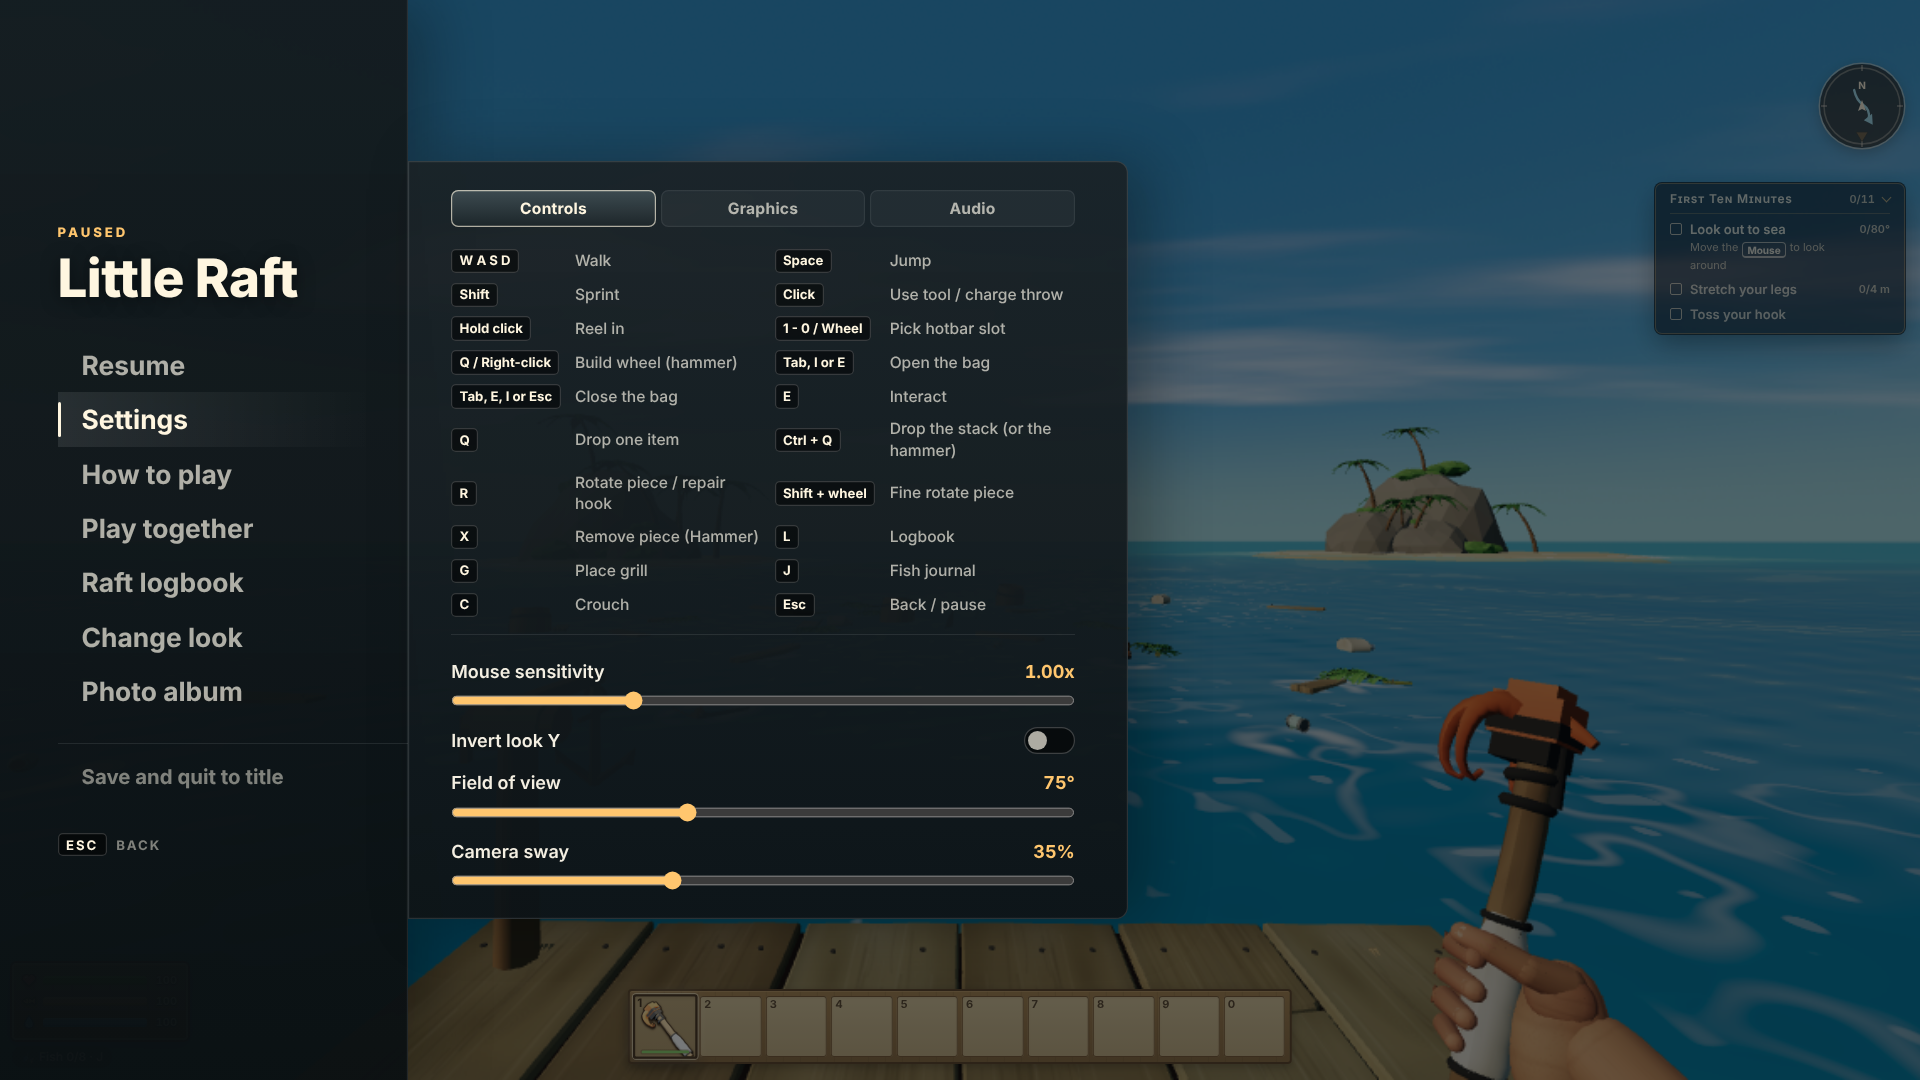 PAUSED
Little Raft
Resume
Settings
How to play
Play together
Raft logbook
Change look
Photo album
Save and quit to title
ESC BACK
Controls Graphics Audio
W A S D Walk Space Jump
Shift Sprint Click Use tool / charge throw
Hold click Reel in 1 - 0 / Wheel Pick hotbar slot
Q / Right-click Build wheel (hammer) Tab, I or E Open the bag
Tab, E, I or Esc Close the bag E Interact
Q Drop one item Ctrl + Q Drop the stack (or the
hammer)
R Rotate piece / repair
hook Shift + wheel Fine rotate piece
X Remove piece (Hammer) L Logbook
G Place grill J Fish journal
C Crouch Esc Back / pause
Mouse sensitivity 1.00x
Invert look Y
Field of view 75°
Camera sway 35%
N
First Ten Minutes 0/11
Look out to sea 0/80°
Move the Mouse to look
around
Stretch your legs 0/4 m
Toss your hook
1 2 3 4 5 6 7 8 9 0